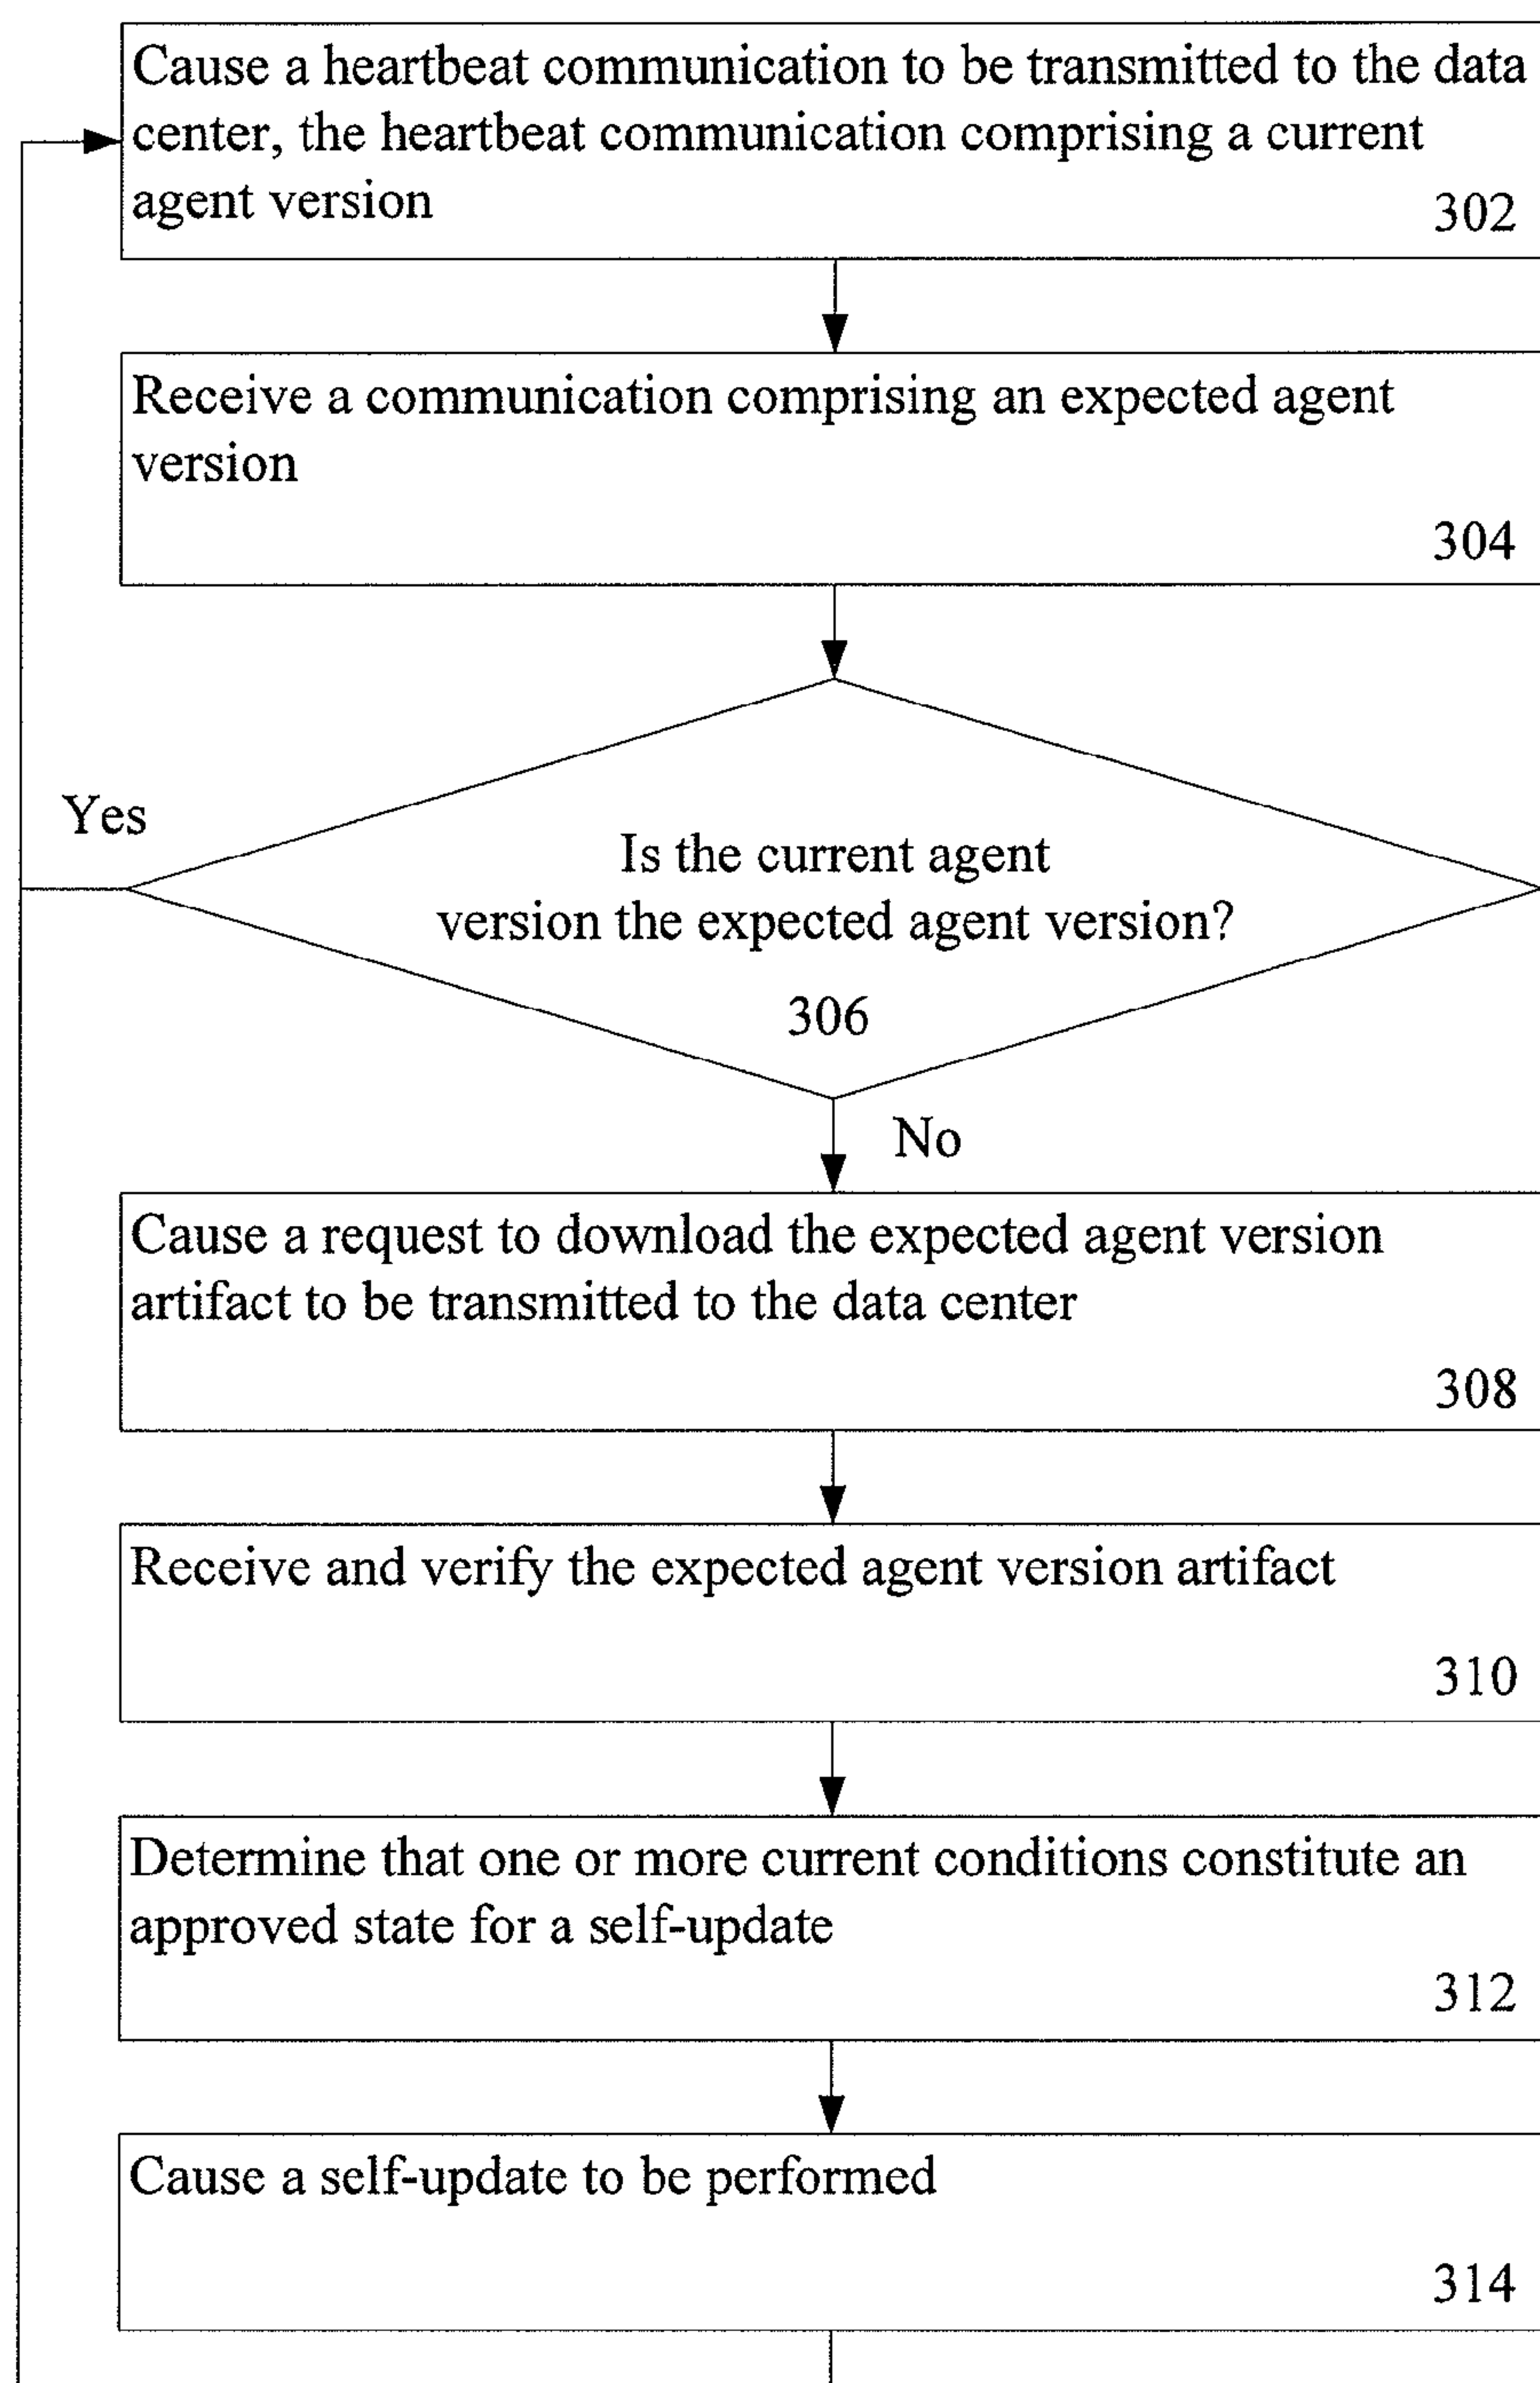 Cause a heartbeat communication to be transmitted to the data
center, the heartbeat communication comprising a current
agent version
302
Receive a communication comprising an expected agent
version
304
Yes
Is the current agent
version the expected agent version?
306
No
Cause a request to download the expected agent version
artifact to be transmitted to the data center
308
Receive and verify the expected agent version artifact
310
Determine that one or more current conditions constitute an
approved state for a self-update
312
Cause a self-update to be performed
314